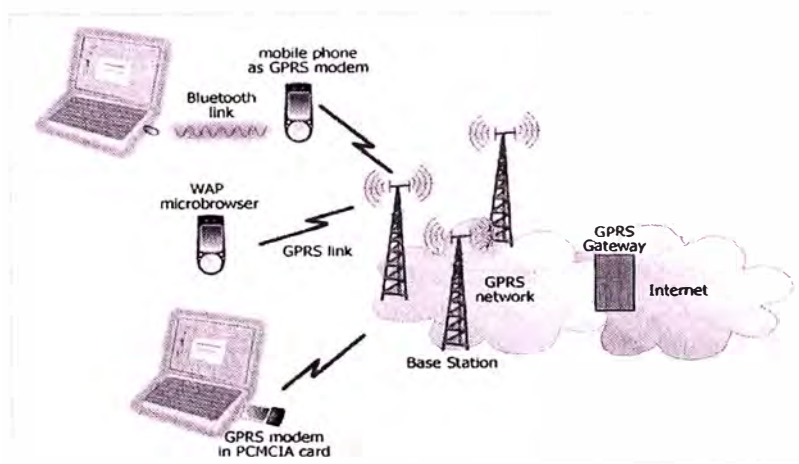 mobile phone
as GPRS modem
Bluetooth
link
WAP
microbrowser
GPRS link
GPRS
Gateway
GPRS
network
Internet
Base Station
GPRS modem
in PCMCIA card